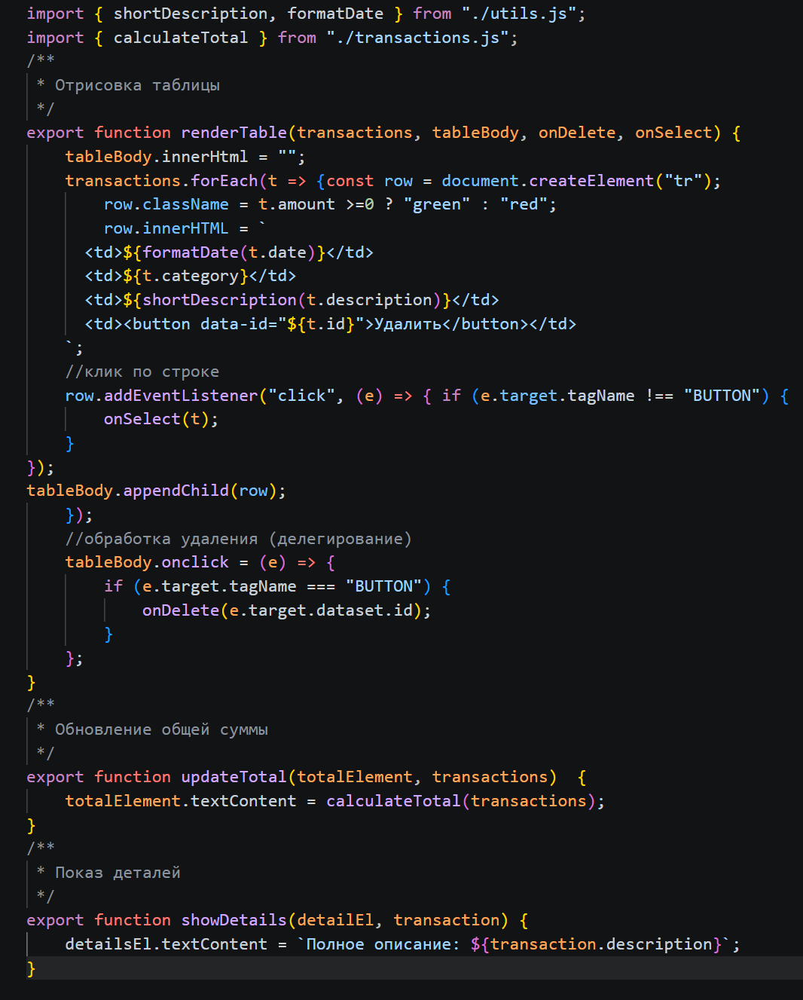 import { shortDescription, formatDate } from "./utils.js";
import { calculateTotal } from "./transactions.js";
/**
 * Отрисовка таблицы
 */
export function renderTable(transactions, tableBody, onDelete, onSelect) {
    tableBody.innerHtml = "";
    transactions.forEach(t => {const row = document.createElement("tr");
        row.className = t.amount >=0 ? "green" : "red";
        row.innerHTML = `
      <td>${formatDate(t.date)}</td>
      <td>${t.category}</td>
      <td>${shortDescription(t.description)}</td>
      <td><button data-id="${t.id}">Удалить</button></td>
    `;
    //клик по строке
    row.addEventListener("click", (e) => { if (e.target.tagName !== "BUTTON") {
        onSelect(t);
    }
});
tableBody.appendChild(row);
    });
    //обработка удаления (делегирование)
    tableBody.onclick = (e) => {
        if (e.target.tagName === "BUTTON") {
            onDelete(e.target.dataset.id);
        }
    };
}
/**
 * Обновление общей суммы
 */
export function updateTotal(totalElement, transactions)  {
    totalElement.textContent = calculateTotal(transactions);
}
/**
 * Показ деталей
 */
export function showDetails(detailEl, transaction) {
    detailsEl.textContent = `Полное описание: ${transaction.description}`;
}